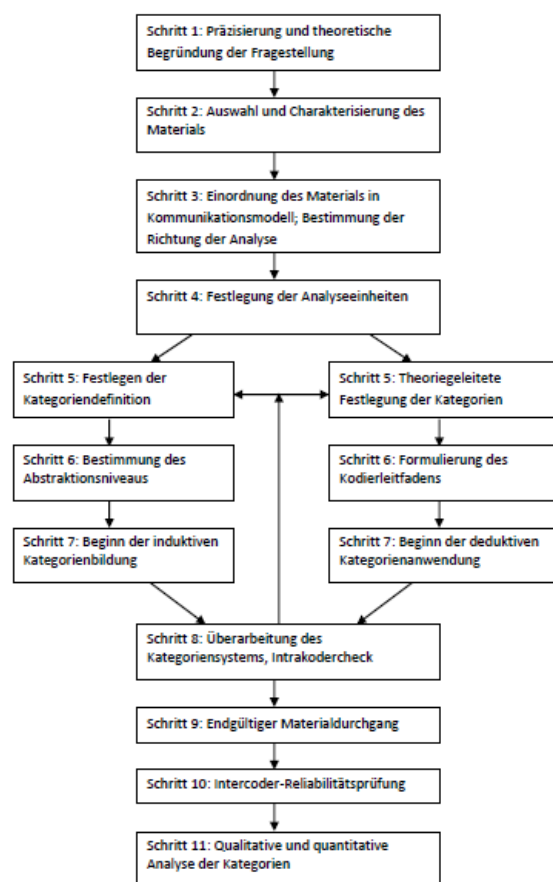 Schritt 1: Präzisierung und theoretische
Begründung der Fragestellung
Schritt 2: Auswahl und Charakterisierung des
Materials
Schritt 3: Einordnung des Materials in
Kommunikationsmodell; Bestimmung der
Richtung der Analyse
Schritt 4: Festlegung der Analyseeinheiten
Schritt 5: Festlegen der
Kategoriendefinition
Schritt 5: Theoriegeleitete
Festlegung der Kategorien
Schritt 6: Bestimmung des
Abstraktionsniveaus
Schritt 6: Formulierung des
Kodierleitfadens
Schritt 7: Beginn der induktiven
Kategorienbildung
Schritt 7: Beginn der deduktiven
Kategorienanwendung
Schritt 8: Überarbeitung des
Kategoriensystems, Intrakodercheck
Schritt 9: Endgültiger Materialdurchgang
Schritt 10: Intercoder-Reliabilitätsprüfung
Schritt 11: Qualitative und quantitative
Analyse der Kategorien